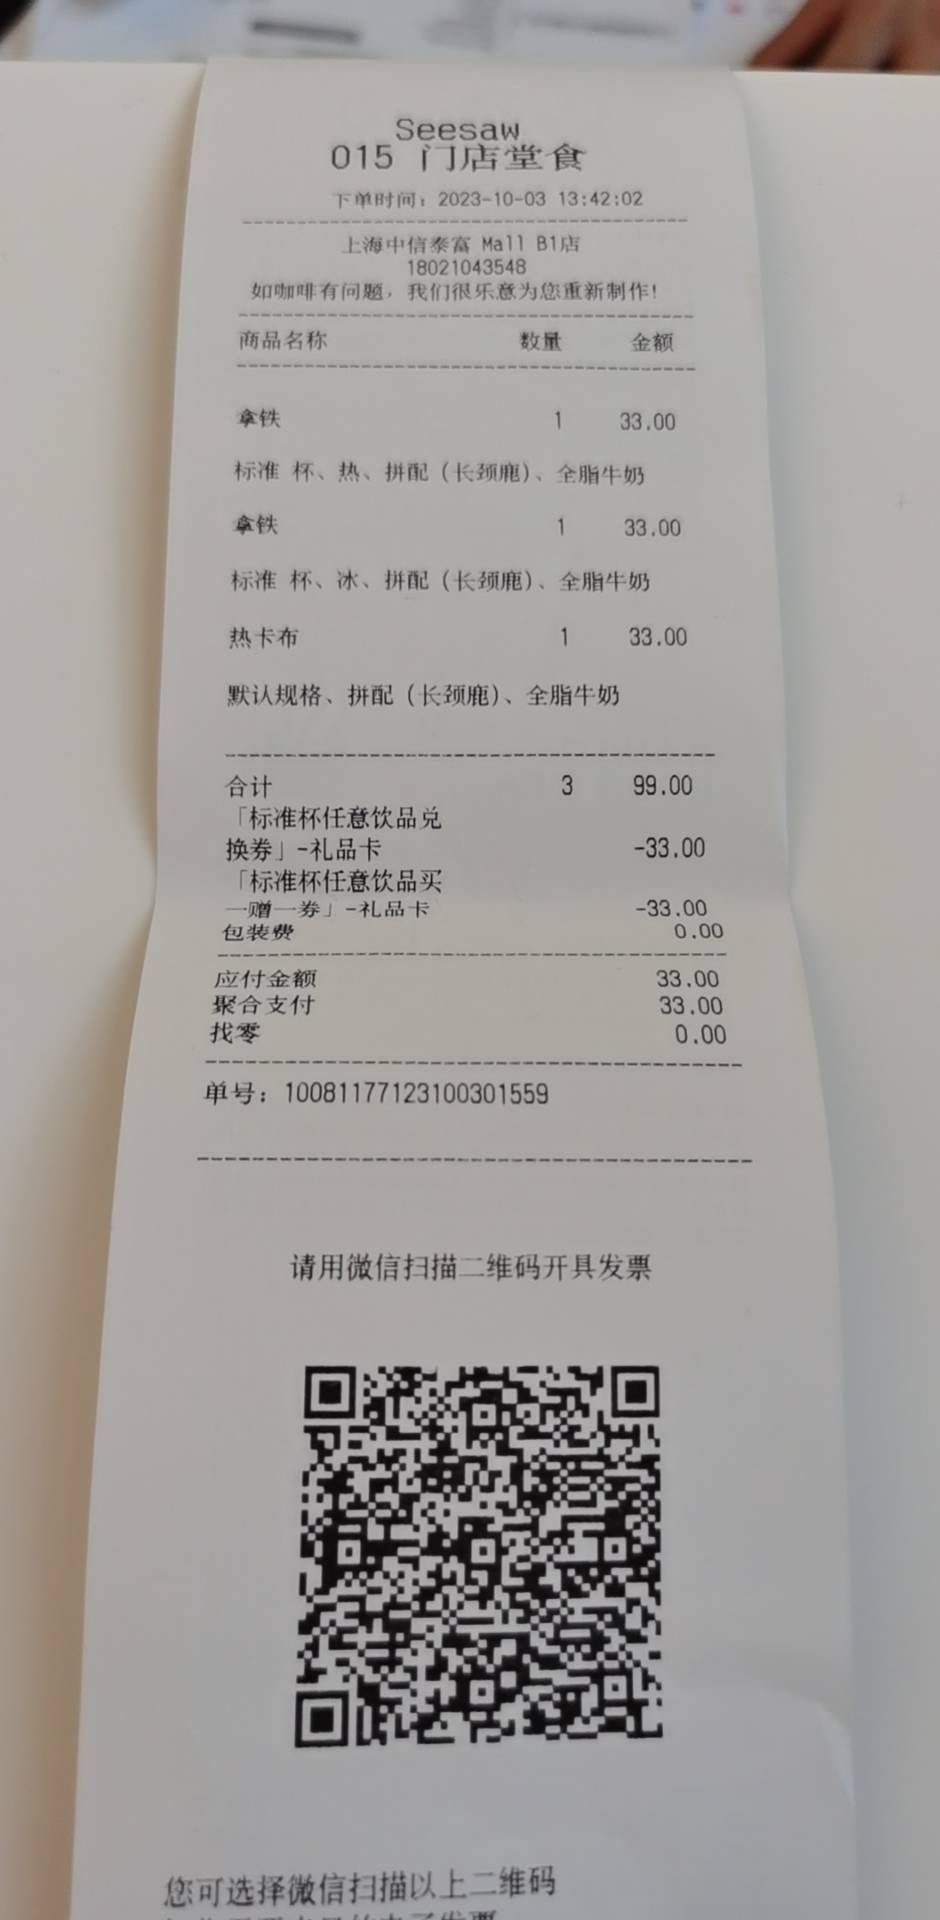 Seesaw
015 门店堂食
下单时间：2023-10-03 13:42:02
上海中信泰富 Mall B1店
18021043548
如咖啡有问题，我们很乐意为您重新制作！
商品名称 数量 金额
拿铁 1 33.00
标准 杯、热、拼配（长颈鹿）、全脂牛奶
拿铁 1 33.00
标准 杯、冰、拼配（长颈鹿）、全脂牛奶
热卡布 1 33.00
默认规格、拼配（长颈鹿）、全脂牛奶
合计 3 99.00
「标准杯任意饮品兑
换券」-礼品卡 -33.00
「标准杯任意饮品买
一赠一券」-礼品卡 -33.00
包装费 0.00
应付金额 33.00
聚合支付 33.00
找零 0.00
单号：10081177123100301559
请用微信扫描二维码开具发票
您可选择微信扫描以上二维码